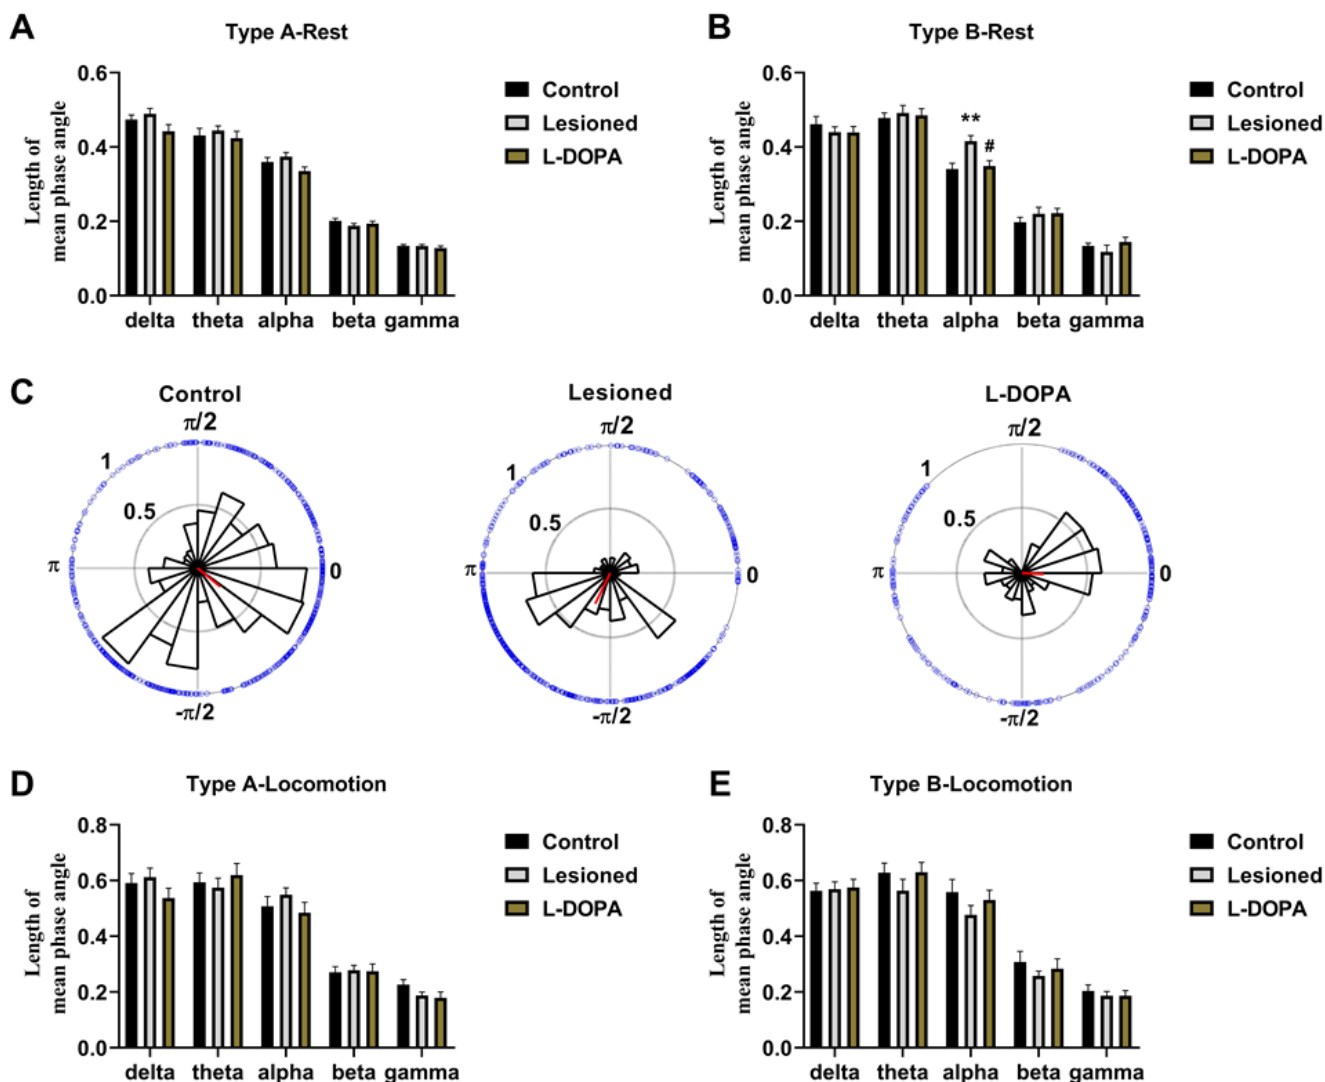 A
Type A-Rest
Length of
mean phase angle
0.6
0.4
0.2
0.0
delta theta alpha beta gamma
Control
Lesioned
L-DOPA
B
Type B-Rest
Length of
mean phase angle
0.6
0.4
0.2
0.0
**
#
delta theta alpha beta gamma
Control
Lesioned
L-DOPA
C
Control
π/2
1
0.5
π
0
-π/2
Lesioned
π/2
1
0.5
π
0
-π/2
L-DOPA
π/2
1
0.5
π
0
-π/2
D
Type A-Locomotion
Length of
mean phase angle
0.8
0.6
0.4
0.2
0.0
delta theta alpha beta gamma
Control
Lesioned
L-DOPA
E
Type B-Locomotion
Length of
mean phase angle
0.8
0.6
0.4
0.2
0.0
delta theta alpha beta gamma
Control
Lesioned
L-DOPA